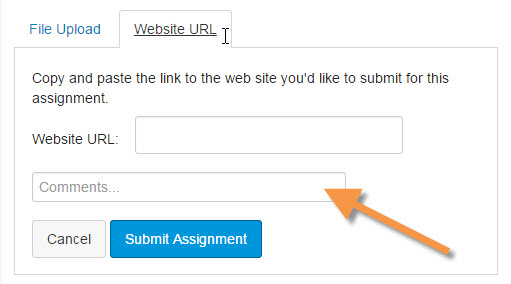 File Upload Website URL
Copy and paste the link to the web site you'd like to submit for this
assignment.
Website URL:
Comments...
Cancel Submit Assignment